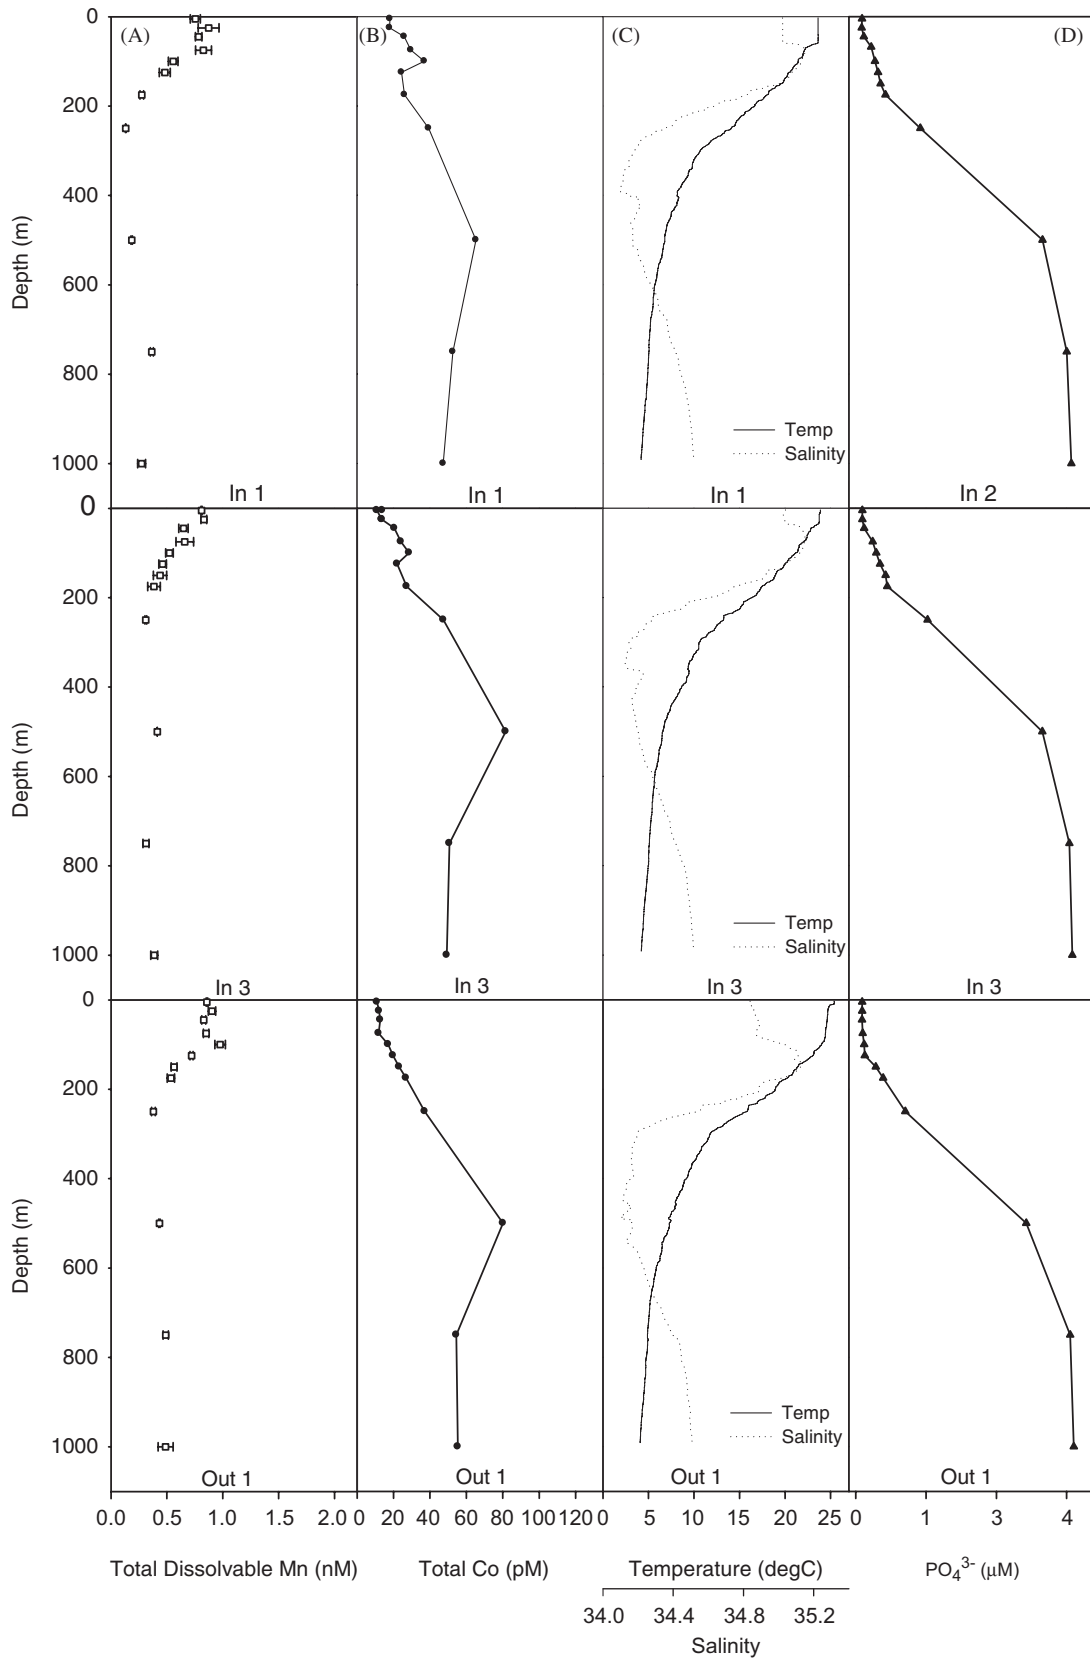 (A) (B) (C) (D)
0
200
400
600
800
1000
Depth (m)
Temp
Salinity
In 1 In 1 In 1 In 2
0
200
400
600
800
1000
Depth (m)
Temp
Salinity
In 3 In 3 In 3 In 3
0
200
400
600
800
1000
Depth (m)
Temp
Salinity
Out 1 Out 1 Out 1 Out 1
0.0 0.5 1.0 1.5 2.0 0 20 40 60 80 100 120 0 5 10 15 20 25 0 1 3 4
Total Dissolvable Mn (nM) Total Co (pM) Temperature (degC) PO₄³⁻ (μM)
34.0 34.4 34.8 35.2
Salinity